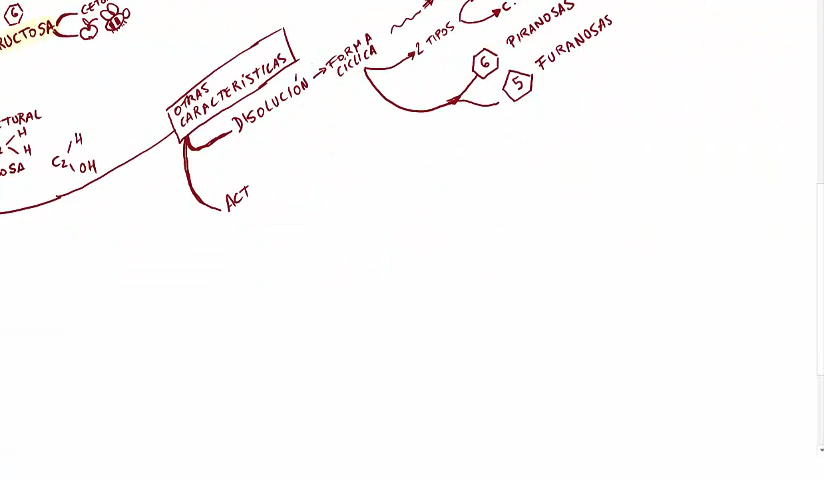 6
FRUCTOSA
CETO
TURAL
H
H
OSA
C2
H
OH
OTRAS
CARACTERÍSTICAS
DISOLUCIÓN
FORMA
CÍCLICA
2 TIPOS
C.
6 PIRANOSAS
5 FURANOSAS
ACT